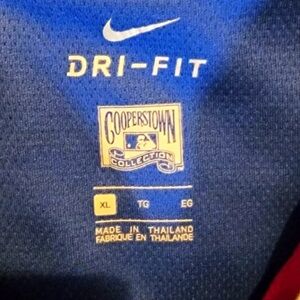 DRI-FIT
COOPERSTOWN
COLLECTION
XL TG EG
MADE IN THAILAND
FABRIQUÉ EN THAÏLANDE